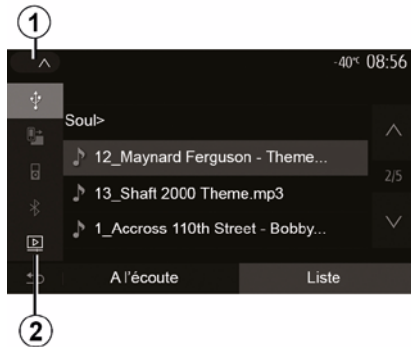 1
-40°C 08:56
Soul>
12_Maynard Ferguson - Theme...
2/5
13_Shaft 2000 Theme.mp3
1_Accross 110th Street - Bobby...
A l'écoute Liste
2